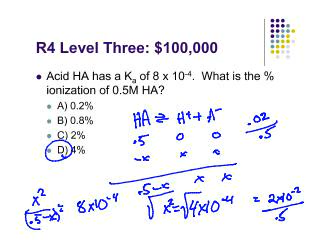 R4 Level Three: $100,000
Acid HA has a Kₐ of 8 x 10⁻⁴. What is the %
ionization of 0.5M HA?
A) 0.2%
B) 0.8%
C) 2%
D) 4%
HA ⇌ H⁺ + A⁻
.5 0 0
-x x x
.5-x x x
.02/.5
x²/(.5-x) = 8x10⁻⁴
√x² = √4x10⁻⁴ = 2x10⁻²/.5